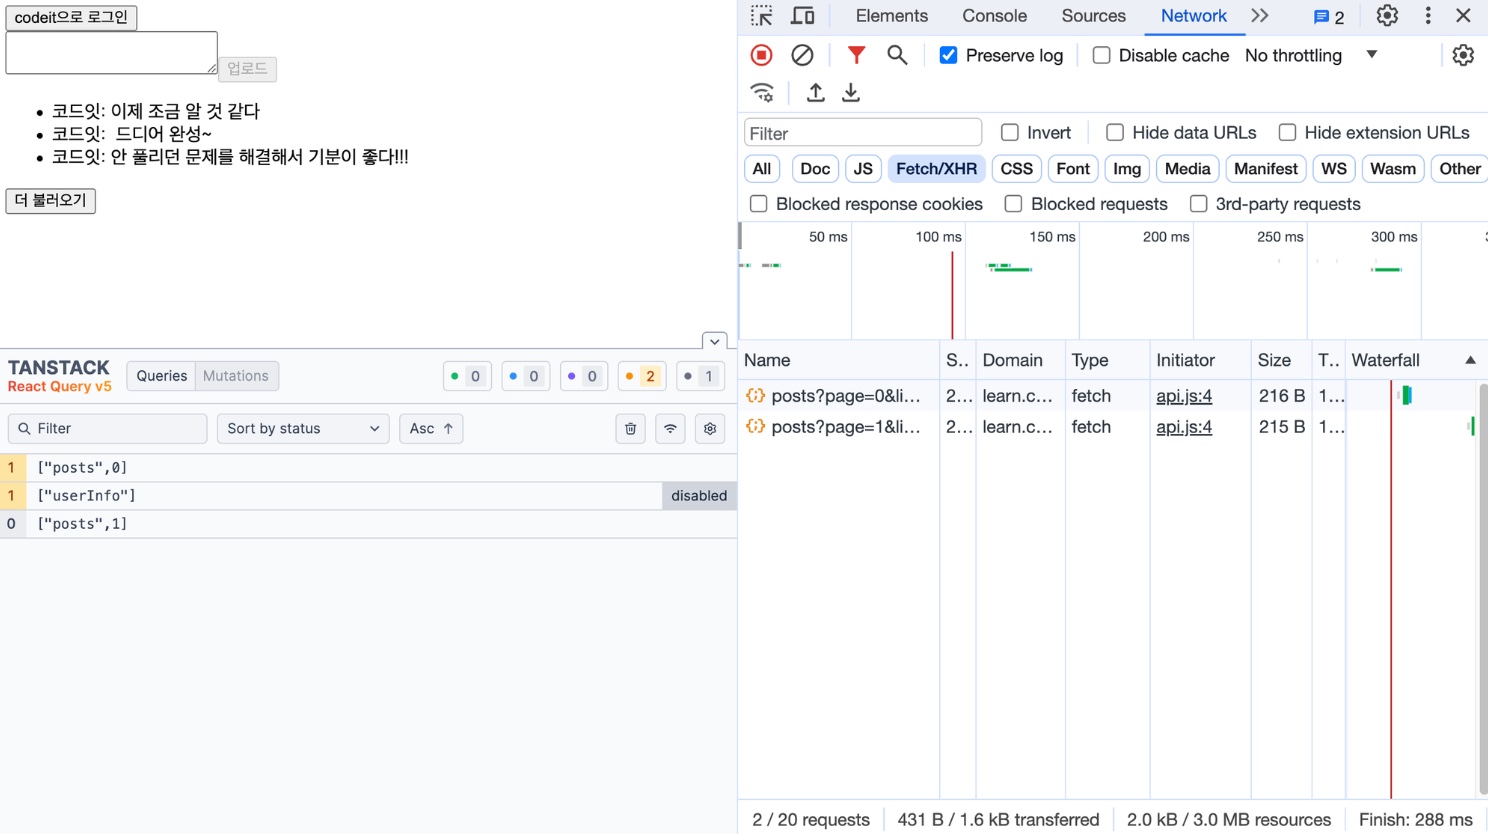 codeit으로 로그인
업로드
코드잇: 이제 조금 알 것 같다
코드잇:  드디어 완성~
코드잇: 안 풀리던 문제를 해결해서 기분이 좋다!!!
더 불러오기
TANSTACK
React Query v5
Queries Mutations
0 0 0 2 1
Filter Sort by status Asc ↑
1 ["posts",0]
1 ["userInfo"] disabled
0 ["posts",1]
Elements Console Sources Network 2
Preserve log Disable cache No throttling
Filter Invert Hide data URLs Hide extension URLs
All Doc JS Fetch/XHR CSS Font Img Media Manifest WS Wasm Other
Blocked response cookies Blocked requests 3rd-party requests
50 ms 100 ms 150 ms 200 ms 250 ms 300 ms
Name S.. Domain Type Initiator Size T.. Waterfall
posts?page=0&li... 2... learn.c... fetch api.js:4 216 B 1...
posts?page=1&li... 2... learn.c... fetch api.js:4 215 B 1...
2 / 20 requests 431 B / 1.6 kB transferred 2.0 kB / 3.0 MB resources Finish: 288 ms